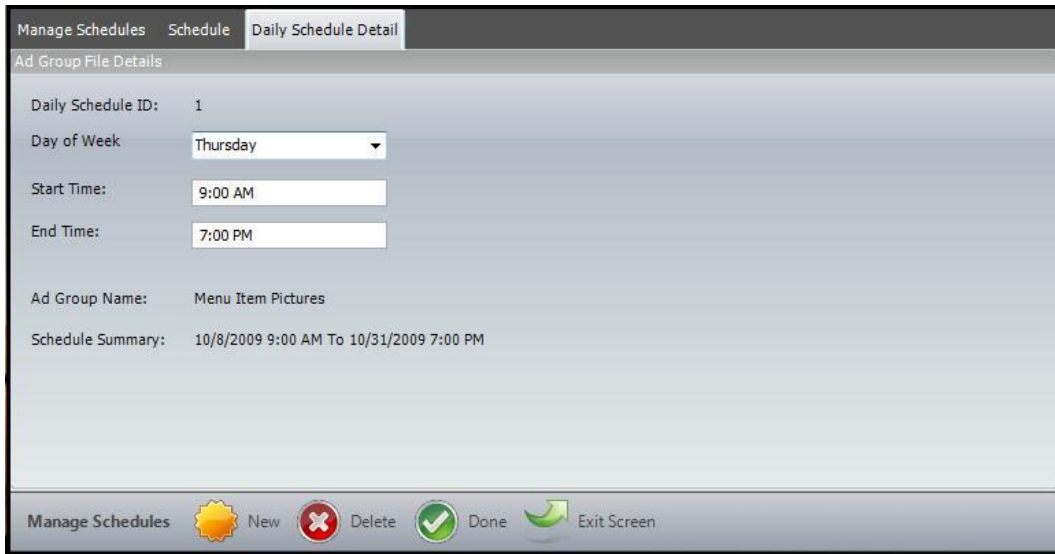 Manage Schedules Schedule Daily Schedule Detail
Ad Group File Details
Daily Schedule ID: 1
Day of Week Thursday
Start Time: 9:00 AM
End Time: 7:00 PM
Ad Group Name: Menu Item Pictures
Schedule Summary: 10/8/2009 9:00 AM To 10/31/2009 7:00 PM
Manage Schedules New Delete Done Exit Screen